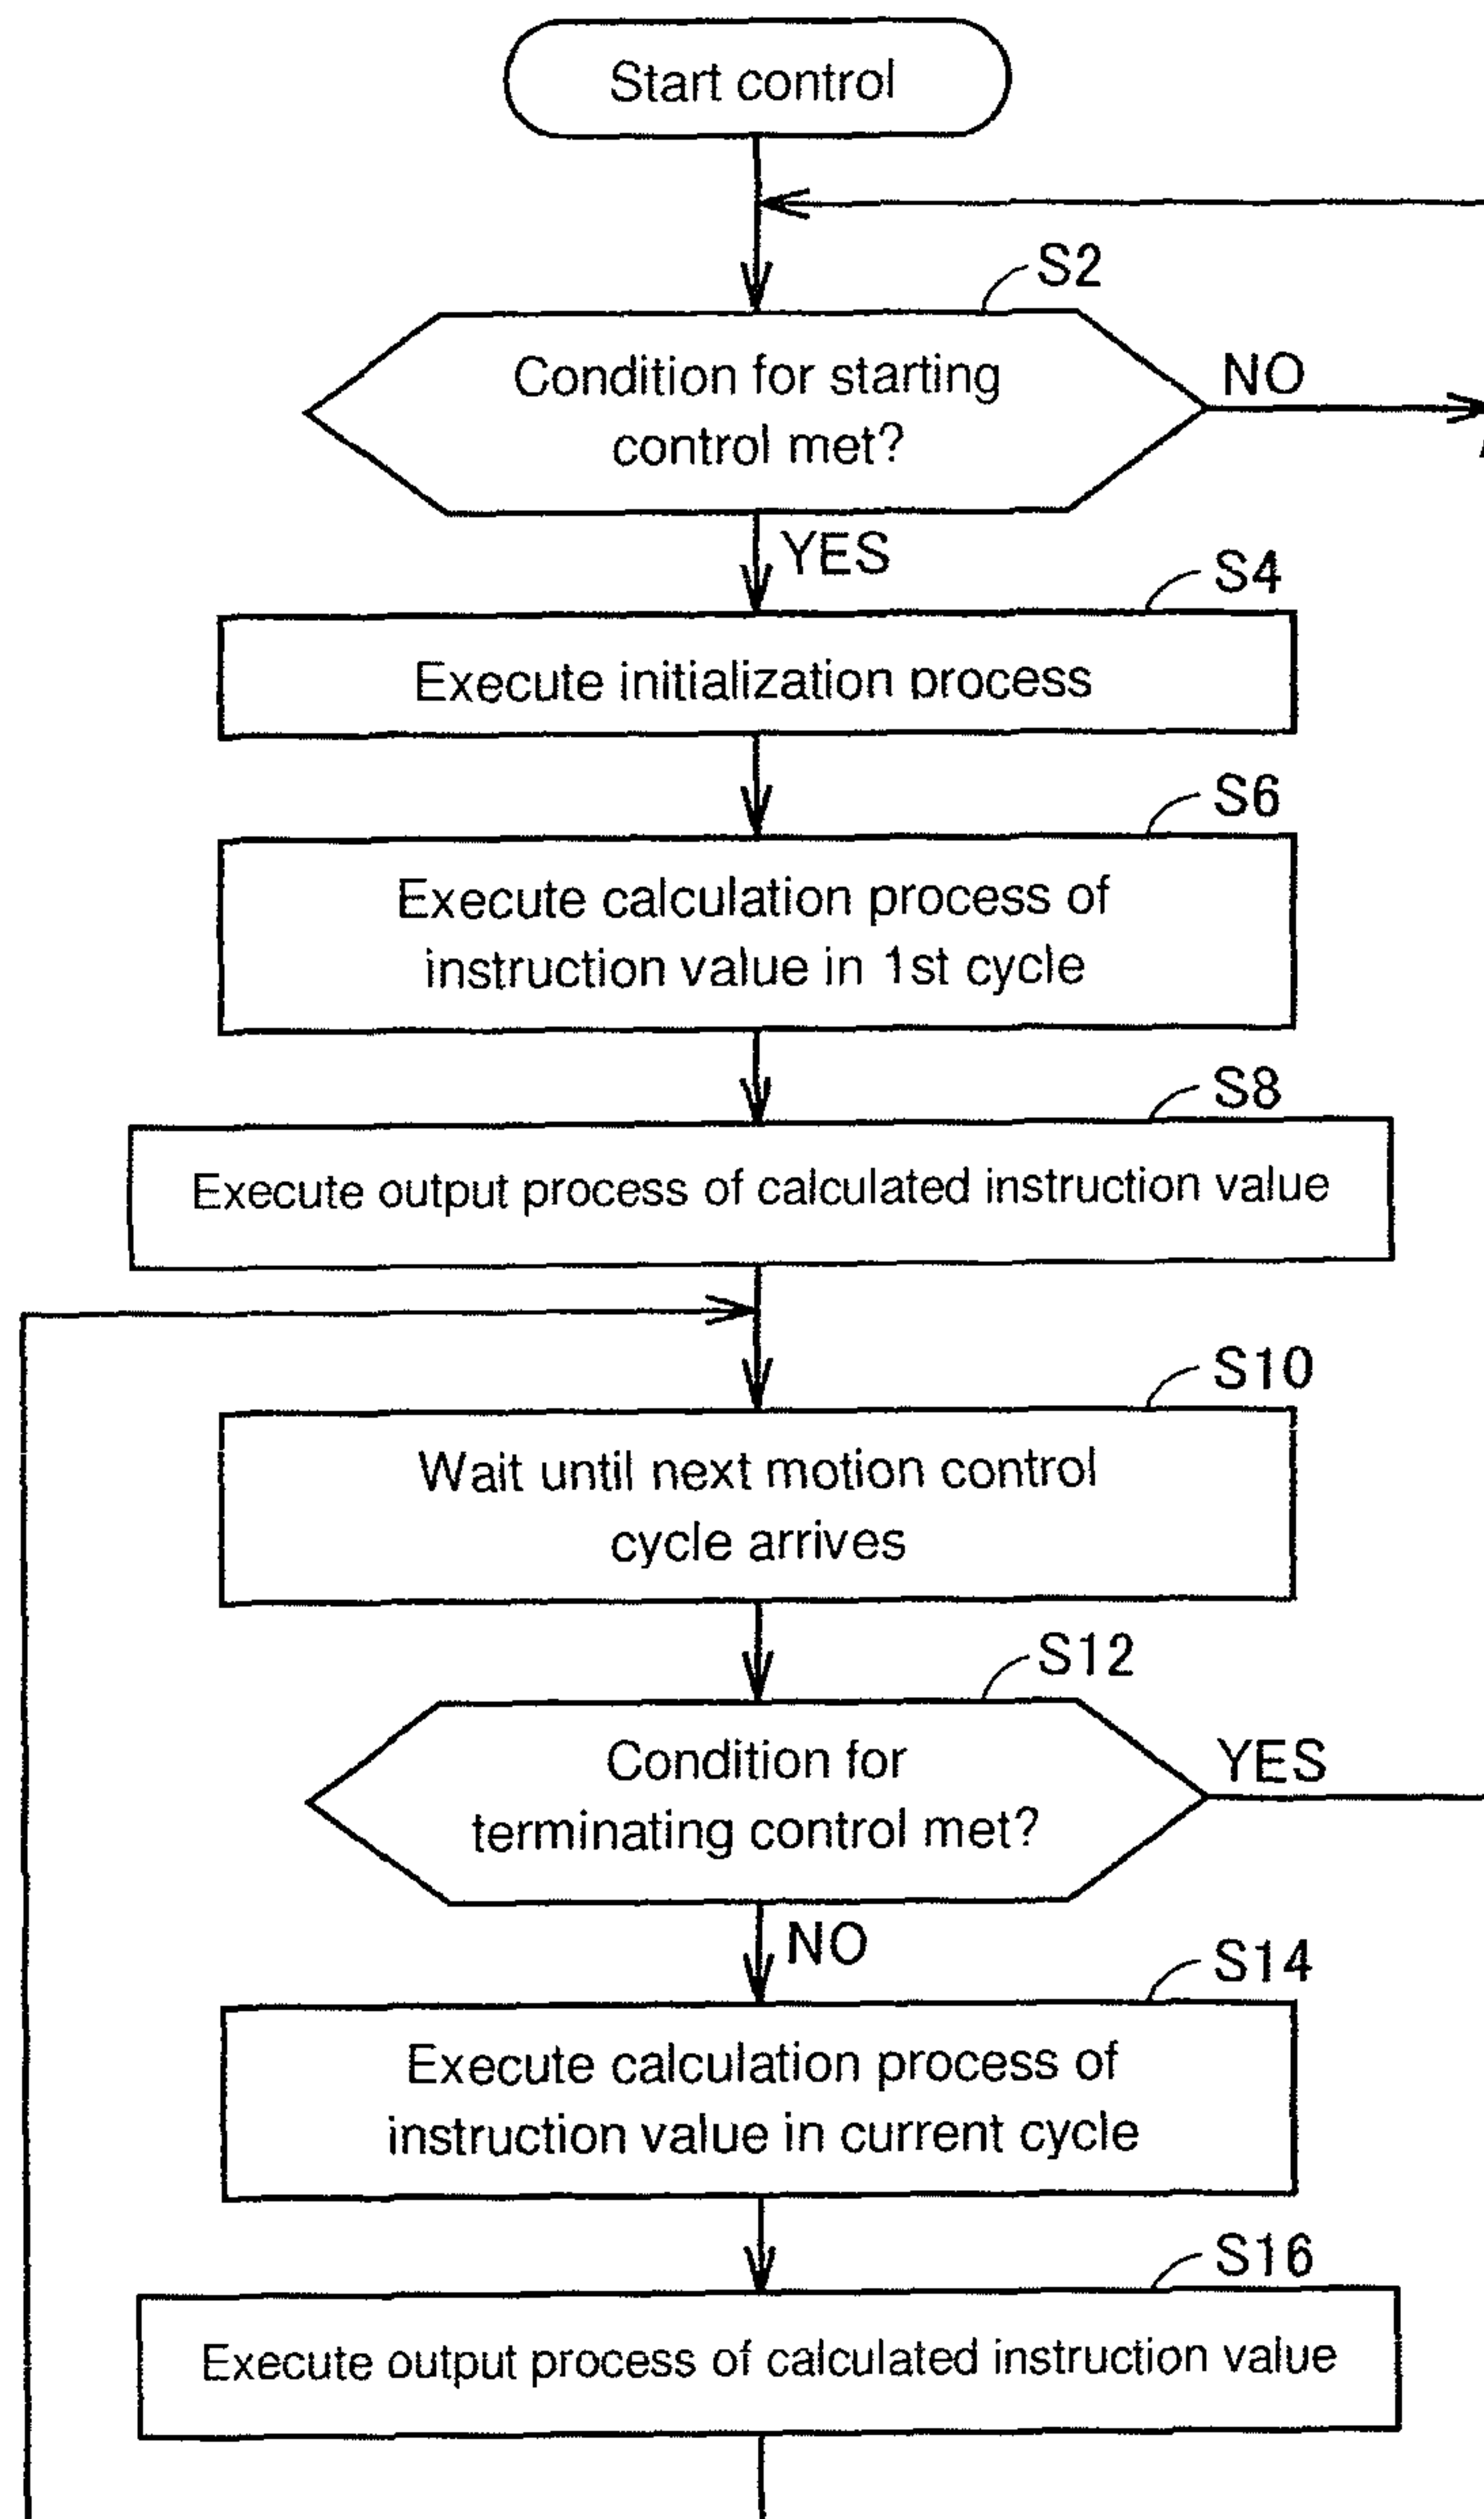 Start control
S2
Condition for starting
control met?
NO
YES
S4
Execute initialization process
S6
Execute calculation process of
instruction value in 1st cycle
S8
Execute output process of calculated instruction value
S10
Wait until next motion control
cycle arrives
S12
Condition for
terminating control met?
YES
NO
S14
Execute calculation process of
instruction value in current cycle
S16
Execute output process of calculated instruction value